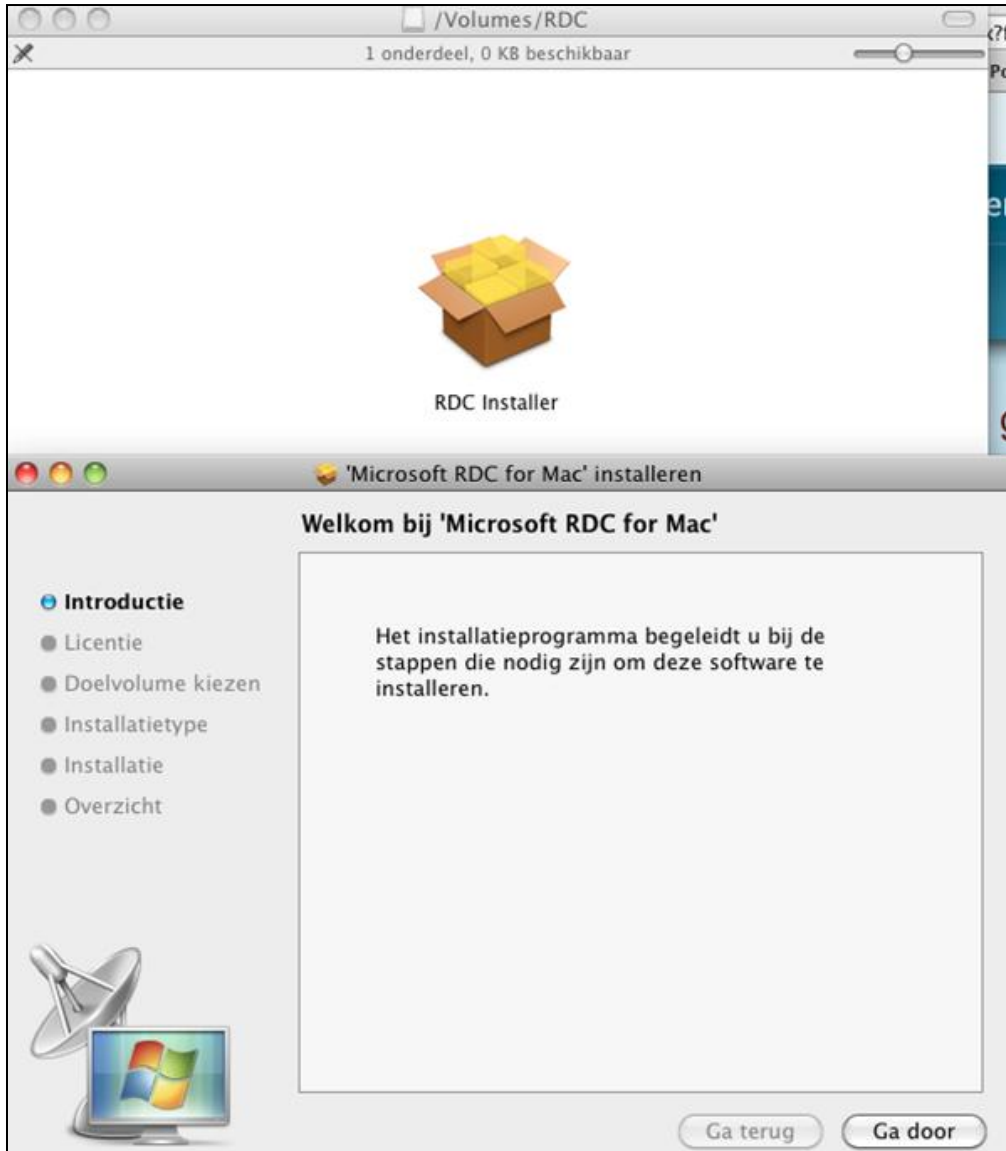 /Volumes/RDC
1 onderdeel, 0 KB beschikbaar
RDC Installer
'Microsoft RDC for Mac' installeren
Welkom bij 'Microsoft RDC for Mac'
Introductie
Licentie
Doelvolume kiezen
Installatietype
Installatie
Overzicht
Het installatieprogramma begeleidt u bij de
stappen die nodig zijn om deze software te
installeren.
Ga terug
Ga door